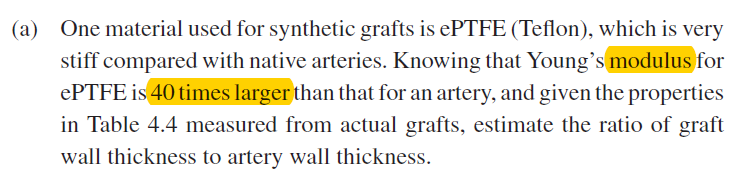 (a) One material used for synthetic grafts is ePTFE (Teflon), which is very
stiff compared with native arteries. Knowing that Young's modulus for
ePTFE is 40 times larger than that for an artery, and given the properties
in Table 4.4 measured from actual grafts, estimate the ratio of graft
wall thickness to artery wall thickness.